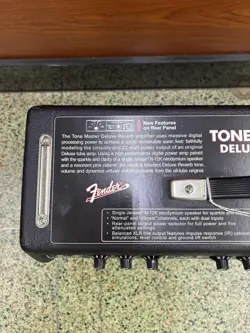 New Features
on Rear Panel
The Tone Master Deluxe Reverb amplifier uses massive digital
processing power to achieve a single remarkable sonic feat: faithfully
modeling the circuitry and 22-watt power output of an original
Deluxe tube amp. Using a high-performance digital power amp paired
with the sparkle and clarity of a single Jensen N-12K neodymium speaker
and a resonant pine cabinet, the result is
Deluxe Reverb tone,
volume and dynamics virtually
from the all-tube original.
TONE
DELU
Fender
• Single Jensen N-12K neodymium speaker for sparkle and
• "Normal" and "Vibrato" channels, each with dual inputs
• Rear-panel output power selector for full power and five
attenuated settings
• Balanced XLR line output features impulse response (IR) cabinet
simulations, level control and ground lift switch